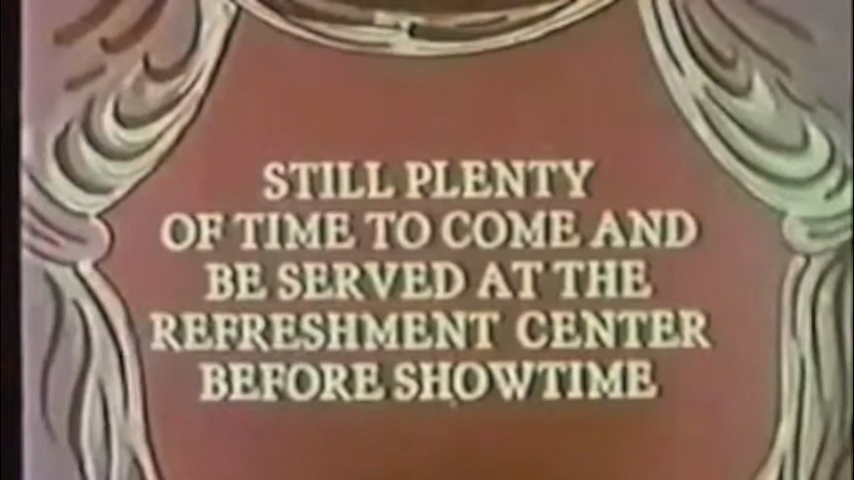 STILL PLENTY
OF TIME TO COME AND
BE SERVED AT THE
REFRESHMENT CENTER
BEFORE SHOWTIME